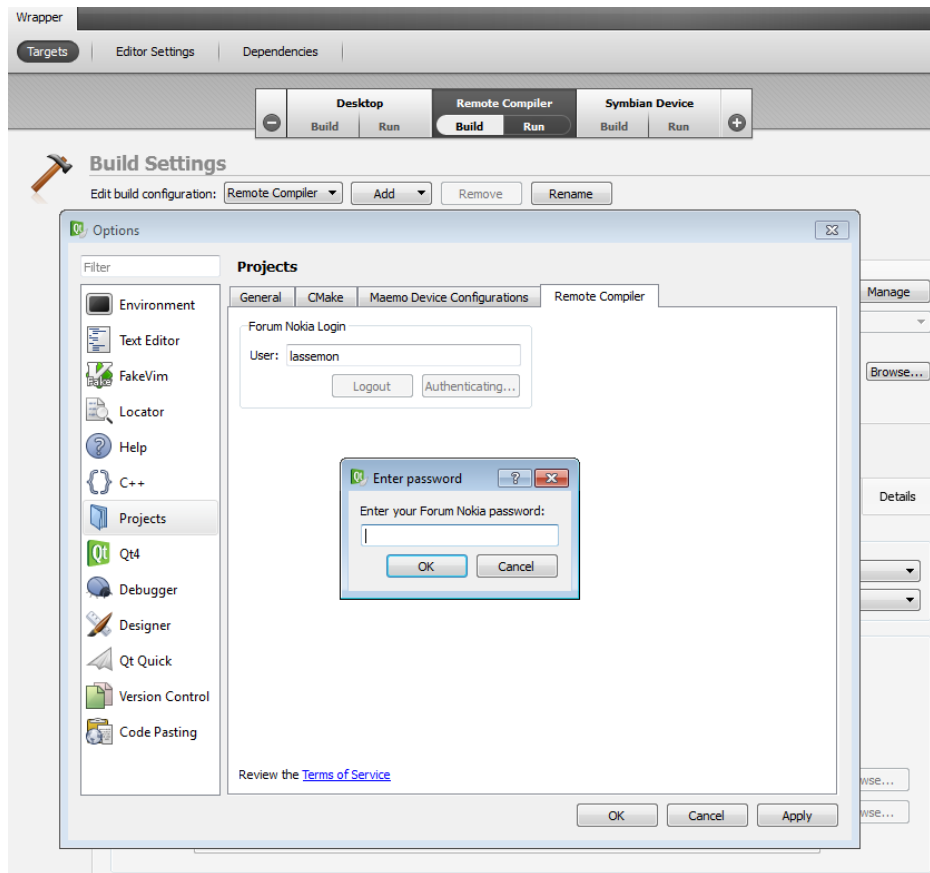 Wrapper
Targets Editor Settings Dependencies
Desktop Remote Compiler Symbian Device
Build Run Build Run Build Run
Build Settings
Edit build configuration: Remote Compiler Add Remove Rename
Options
Filter
Projects
General CMake Maemo Device Configurations Remote Compiler
Manage
Environment
Forum Nokia Login
Text Editor
User: lassemon
FakeVim
Logout Authenticating...
Browse...
Locator
Help
Enter password
C++
Enter your Forum Nokia password:
Details
Projects
OK Cancel
Qt4
Debugger
Designer
Qt Quick
Version Control
Code Pasting
Review the Terms of Service
wse...
OK Cancel Apply
wse...